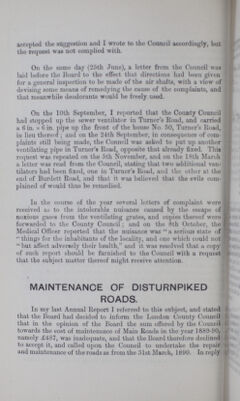 accepted the suggestion and I wrote to the Council accordingly, but
the request was not complied with.
On the same day (25th June), a letter from the Council was
laid before the Board to the effect that directions had been given
for a general inspection to be made of the air shafts, with a view of
devising some means of remedying the cause of the complaints, and
that meanwhile deodorants would be freely used.
On the 10th September, I reported that the County Council
had stopped up the sewer ventilator in Turner's Road, and carried
a 6 in. × 6 in. pipe up the front of the house No. 50, Turner's Road,
in lieu thereof; and on the 24th September, in consequence of com-
plaints still being made, the Council was asked to put up another
ventilating pipe in Turner's Road, opposite that already fixed. This
request was repeated on the 5th November, and on the 18th March
a letter was read from the Council, stating that two additional ven-
tilators had been fixed, one in Turner's Road, and the other at the
end of Burdett Road, and that it was believed that the evils com-
plained of would thus be remedied.
In the course of the year several letters of complaint were
received as to the intolerable nuisance caused by the escape of
noxious gases from the ventilating grates, and copies thereof were
forwarded to the County Council; and on the 8th October, the
Medical Officer reported that the nuisance was "a serious state of
"things for the inhabitants of the locality, and one which could not
"but affect adversely their health," and it was resolved that a copy
of such report should be furnished to the Council with a request
that the subject matter thereof might receive attention.
MAINTENANCE OF DISTURNPIKED
ROADS.
In my last Annual Report I referred to this subject, and stated
that the Board had decided to inform the London County Council
that in the opinion of the Board the sum offered by the Council
towards the cost of maintenance of Main Roads in the year 1889-90,
namely £487, was inadequate, and that the Board therefore declined
to accept it, and called upon the Council to undertake the repair
and maintenance of the roads as from the 31st March, 1890. In reply